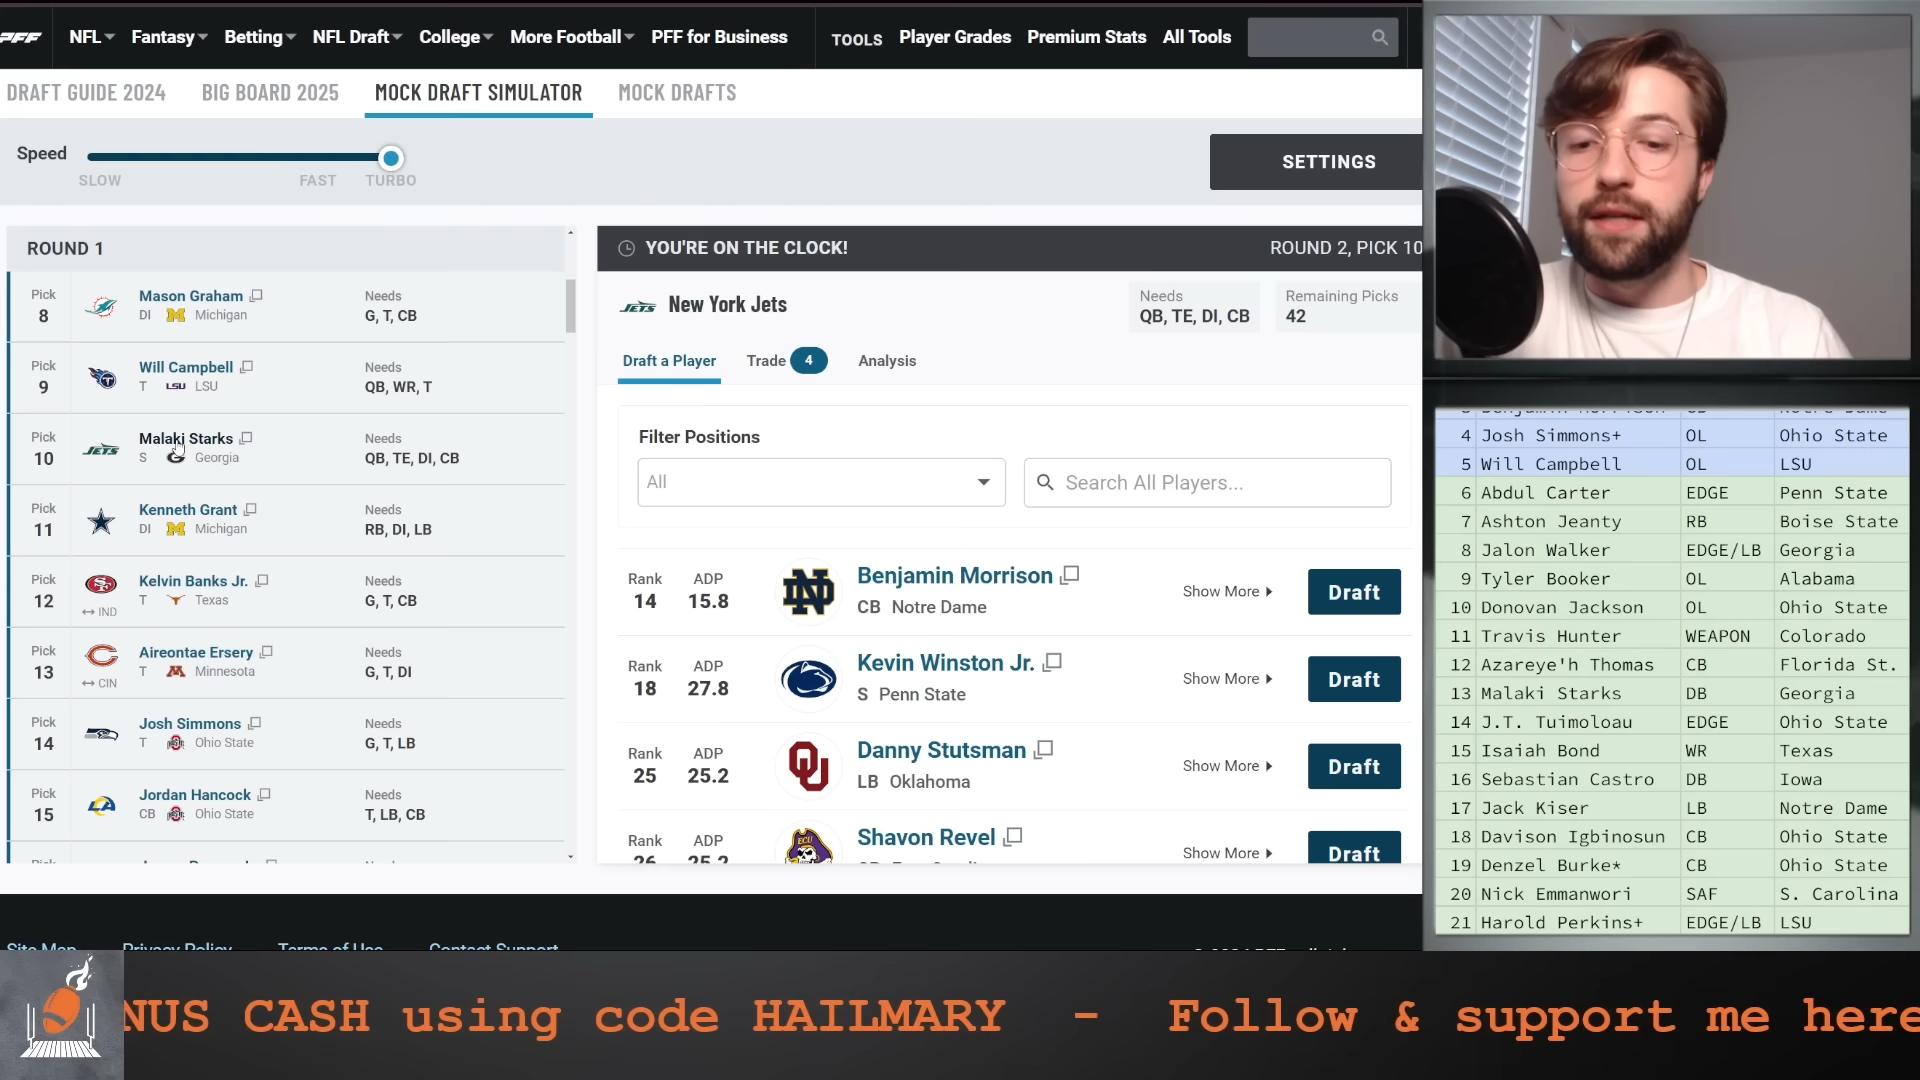 PFF NFL Fantasy Betting NFL Draft College More Football PFF for Business TOOLS Player Grades Premium Stats All Tools
DRAFT GUIDE 2024 BIG BOARD 2025 MOCK DRAFT SIMULATOR MOCK DRAFTS
Speed
SLOW FAST TURBO
SETTINGS
ROUND 1
Pick 8
Mason Graham
DI Michigan
Needs
G, T, CB
Pick 9
Will Campbell
T LSU LSU
Needs
QB, WR, T
Pick 10
JETS
Malaki Starks
S Georgia
Needs
QB, TE, DI, CB
Pick 11
Kenneth Grant
DI Michigan
Needs
RB, DI, LB
Pick 12
↔ IND
Kelvin Banks Jr.
T Texas
Needs
G, T, CB
Pick 13
↔ CIN
Aireontae Ersery
T Minnesota
Needs
G, T, DI
Pick 14
Josh Simmons
T Ohio State
Needs
G, T, LB
Pick 15
Jordan Hancock
CB Ohio State
Needs
T, LB, CB
YOU'RE ON THE CLOCK! ROUND 2, PICK 10
JETS New York Jets
Needs
QB, TE, DI, CB
Remaining Picks
42
Draft a Player Trade 4 Analysis
Filter Positions
All Search All Players...
Rank 14 ADP 15.8
Benjamin Morrison
CB Notre Dame
Show More Draft
Rank 18 ADP 27.8
Kevin Winston Jr.
S Penn State
Show More Draft
Rank 25 ADP 25.2
Danny Stutsman
LB Oklahoma
Show More Draft
Rank 26 ADP 25.2
ECU
Shavon Revel
Show More Draft
Site Map Privacy Policy Terms of Use Contact Support
4 Josh Simmons+ OL Ohio State
5 Will Campbell OL LSU
6 Abdul Carter EDGE Penn State
7 Ashton Jeanty RB Boise State
8 Jalon Walker EDGE/LB Georgia
9 Tyler Booker OL Alabama
10 Donovan Jackson OL Ohio State
11 Travis Hunter WEAPON Colorado
12 Azareye'h Thomas CB Florida St.
13 Malaki Starks DB Georgia
14 J.T. Tuimoloau EDGE Ohio State
15 Isaiah Bond WR Texas
16 Sebastian Castro DB Iowa
17 Jack Kiser LB Notre Dame
18 Davison Igbinosun CB Ohio State
19 Denzel Burke* CB Ohio State
20 Nick Emmanwori SAF S. Carolina
21 Harold Perkins+ EDGE/LB LSU
NUS CASH using code HAILMARY - Follow & support me here